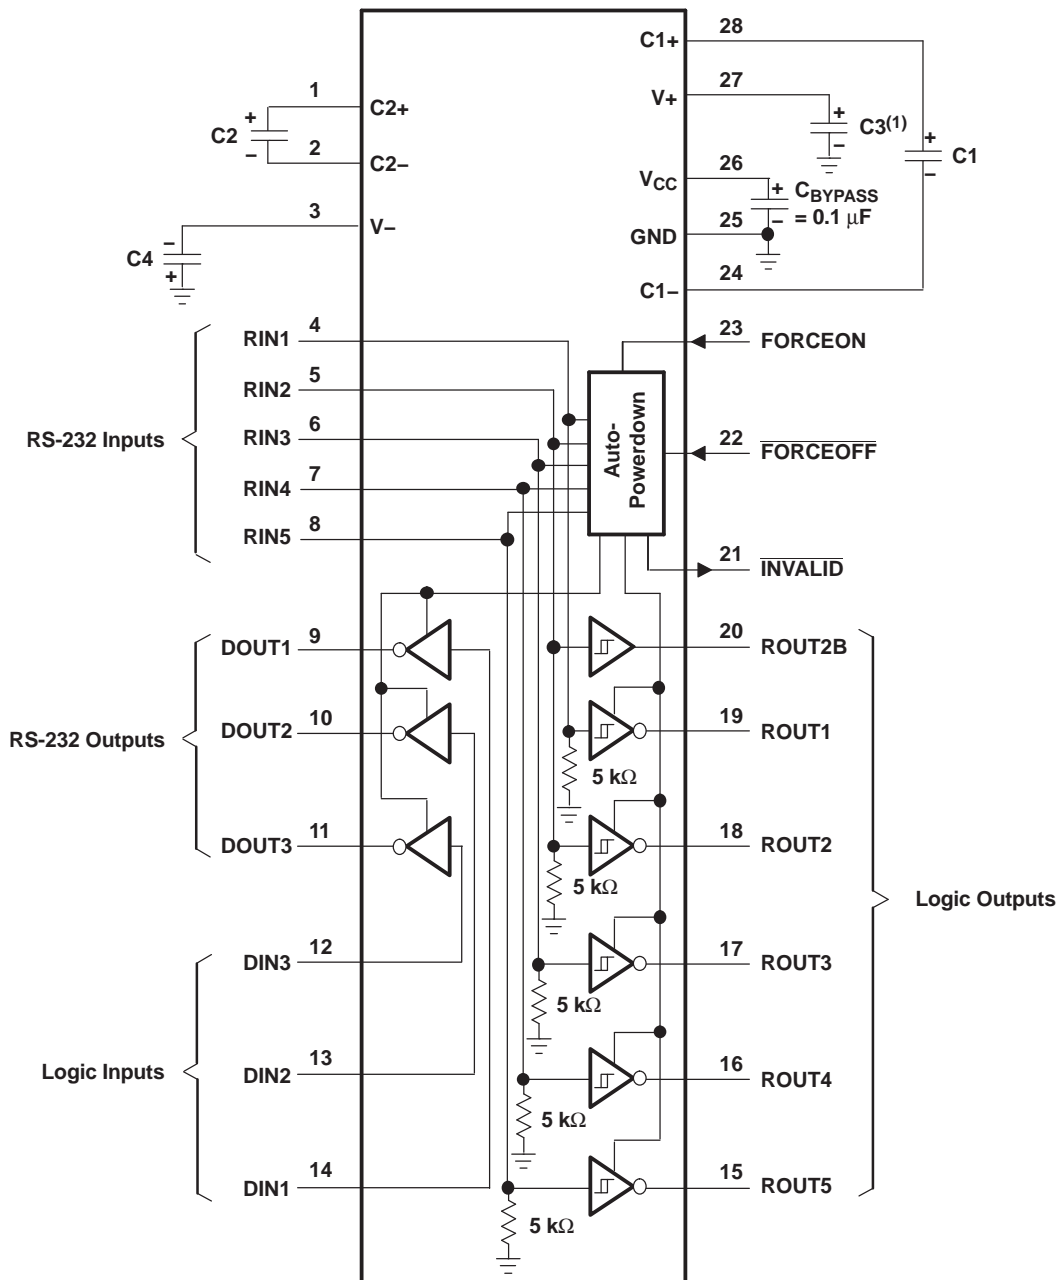 28
C1+
27
V+
1
C2+
+
C2
–
2
C2–
+
C3(1)
–
+
C1
–
26
VCC
+
CBYPASS
= 0.1 μF
–
25
GND
3
V–
–
C4
+
24
C1–
RS-232 Inputs
RIN1
4
RIN2
5
RIN3
6
RIN4
7
RIN5
8
23
FORCEON
Auto-
Powerdown
22
FORCEOFF
21
INVALID
RS-232 Outputs
DOUT1
9
DOUT2
10
DOUT3
11
20
ROUT2B
19
ROUT1
5 kΩ
18
ROUT2
5 kΩ
Logic Outputs
17
ROUT3
5 kΩ
16
ROUT4
5 kΩ
15
ROUT5
5 kΩ
Logic Inputs
12
DIN3
13
DIN2
14
DIN1